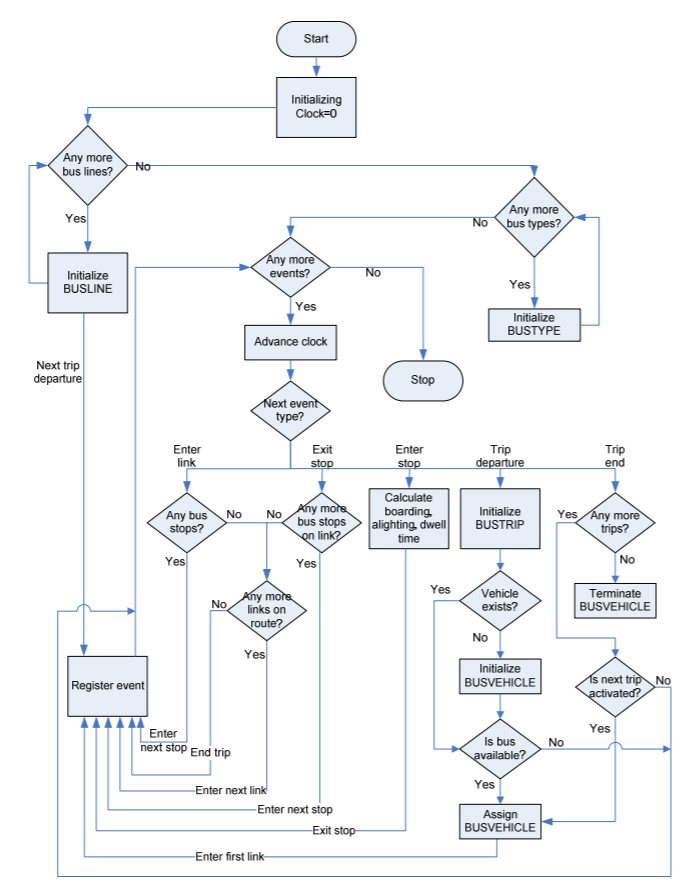 Start
Initializing
Clock=0
Any more
bus lines?
No
Yes
Any more
bus types?
No
Yes
Initialize
BUSLINE
Any more
events?
No
Yes
Initialize
BUSTYPE
Advance clock
Next trip
departure
Stop
Next event
type?
Enter
link
Exit
stop
Enter
stop
Trip
departure
Trip
end
Any bus
stops?
No
Yes
No
Any more
bus stops
on link?
Yes
Calculate
boarding,
alighting, dwell
time
Initialize
BUSTRIP
Yes
Any more
trips?
No
Any more
links on
route?
No
Yes
Yes
Vehicle
exists?
No
Terminate
BUSVEHICLE
Register event
Initialize
BUSVEHICLE
Is next trip
activated?
No
Yes
Enter
next stop
End trip
Is bus
available?
No
Yes
Enter next link
Enter next stop
Assign
BUSVEHICLE
Exit stop
Enter first link